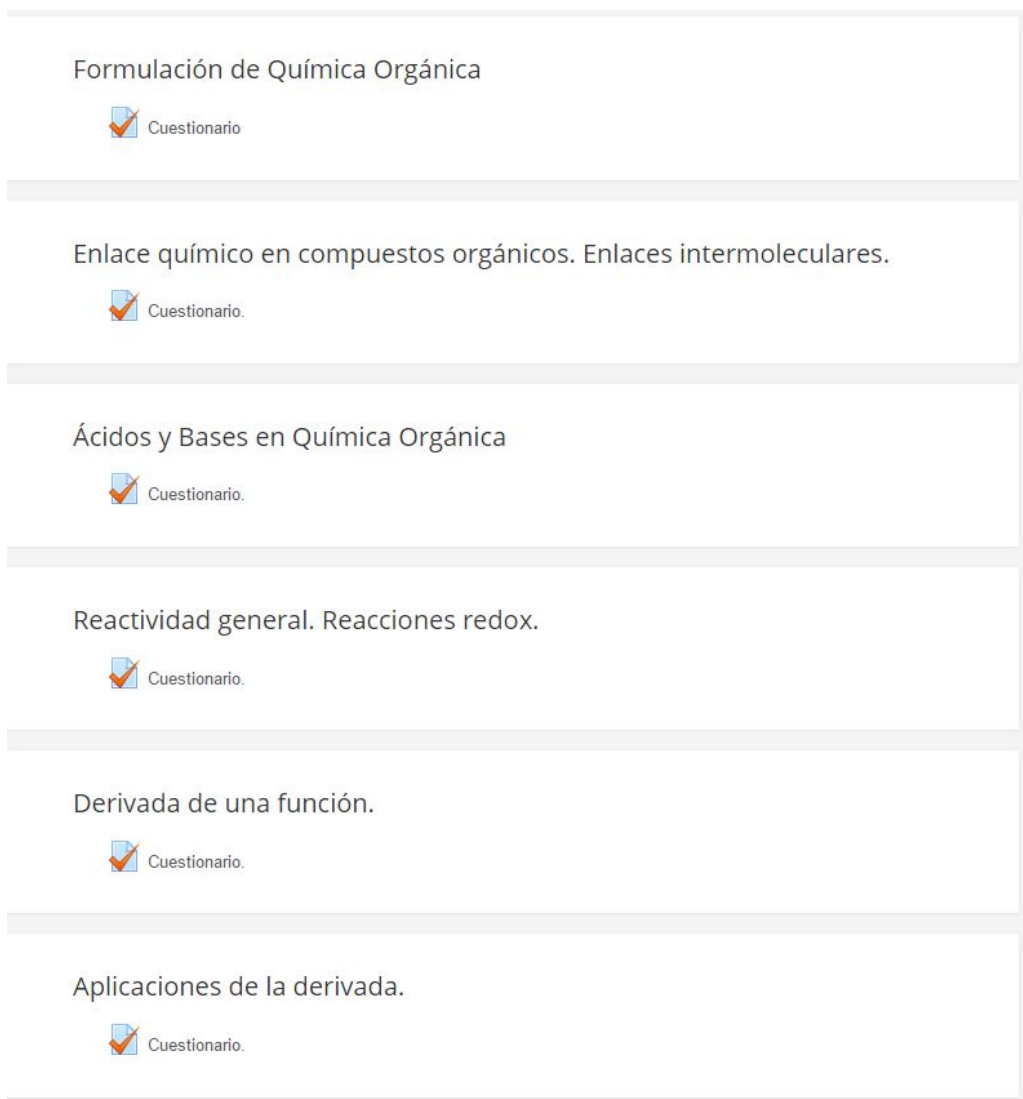 Formulación de Química Orgánica
Cuestionario
Enlace químico en compuestos orgánicos. Enlaces intermoleculares.
Cuestionario.
Ácidos y Bases en Química Orgánica
Cuestionario.
Reactividad general. Reacciones redox.
Cuestionario.
Derivada de una función.
Cuestionario.
Aplicaciones de la derivada.
Cuestionario.